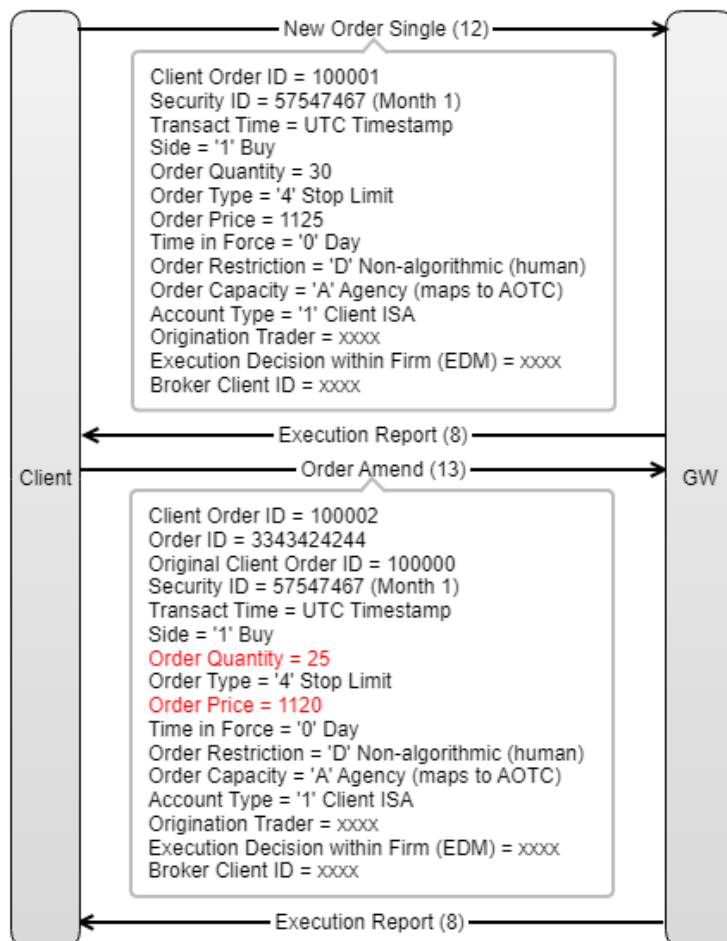 New Order Single (12)
Client Order ID = 100001
Security ID = 57547467 (Month 1)
Transact Time = UTC Timestamp
Side = '1' Buy
Order Quantity = 30
Order Type = '4' Stop Limit
Order Price = 1125
Time in Force = '0' Day
Order Restriction = 'D' Non-algorithmic (human)
Order Capacity = 'A' Agency (maps to AOTC)
Account Type = '1' Client ISA
Origination Trader = xxxx
Execution Decision within Firm (EDM) = xxxx
Broker Client ID = xxxx
Execution Report (8)
Order Amend (13)
Client
GW
Client Order ID = 100002
Order ID = 3343424244
Original Client Order ID = 100000
Security ID = 57547467 (Month 1)
Transact Time = UTC Timestamp
Side = '1' Buy
Order Quantity = 25
Order Type = '4' Stop Limit
Order Price = 1120
Time in Force = '0' Day
Order Restriction = 'D' Non-algorithmic (human)
Order Capacity = 'A' Agency (maps to AOTC)
Account Type = '1' Client ISA
Origination Trader = xxxx
Execution Decision within Firm (EDM) = xxxx
Broker Client ID = xxxx
Execution Report (8)